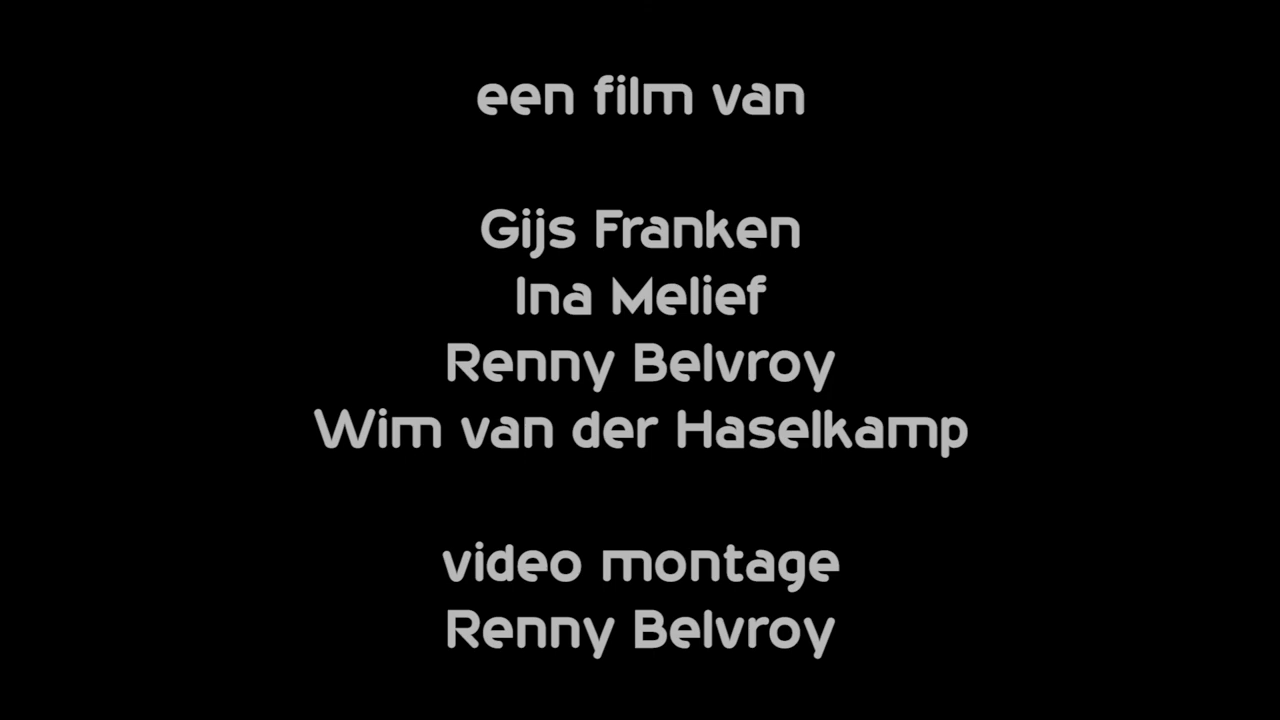 een film van
Gijs Franken
Ina Melief
Renny Belvroy
Wim van der Haselkamp
video montage
Renny Belvroy